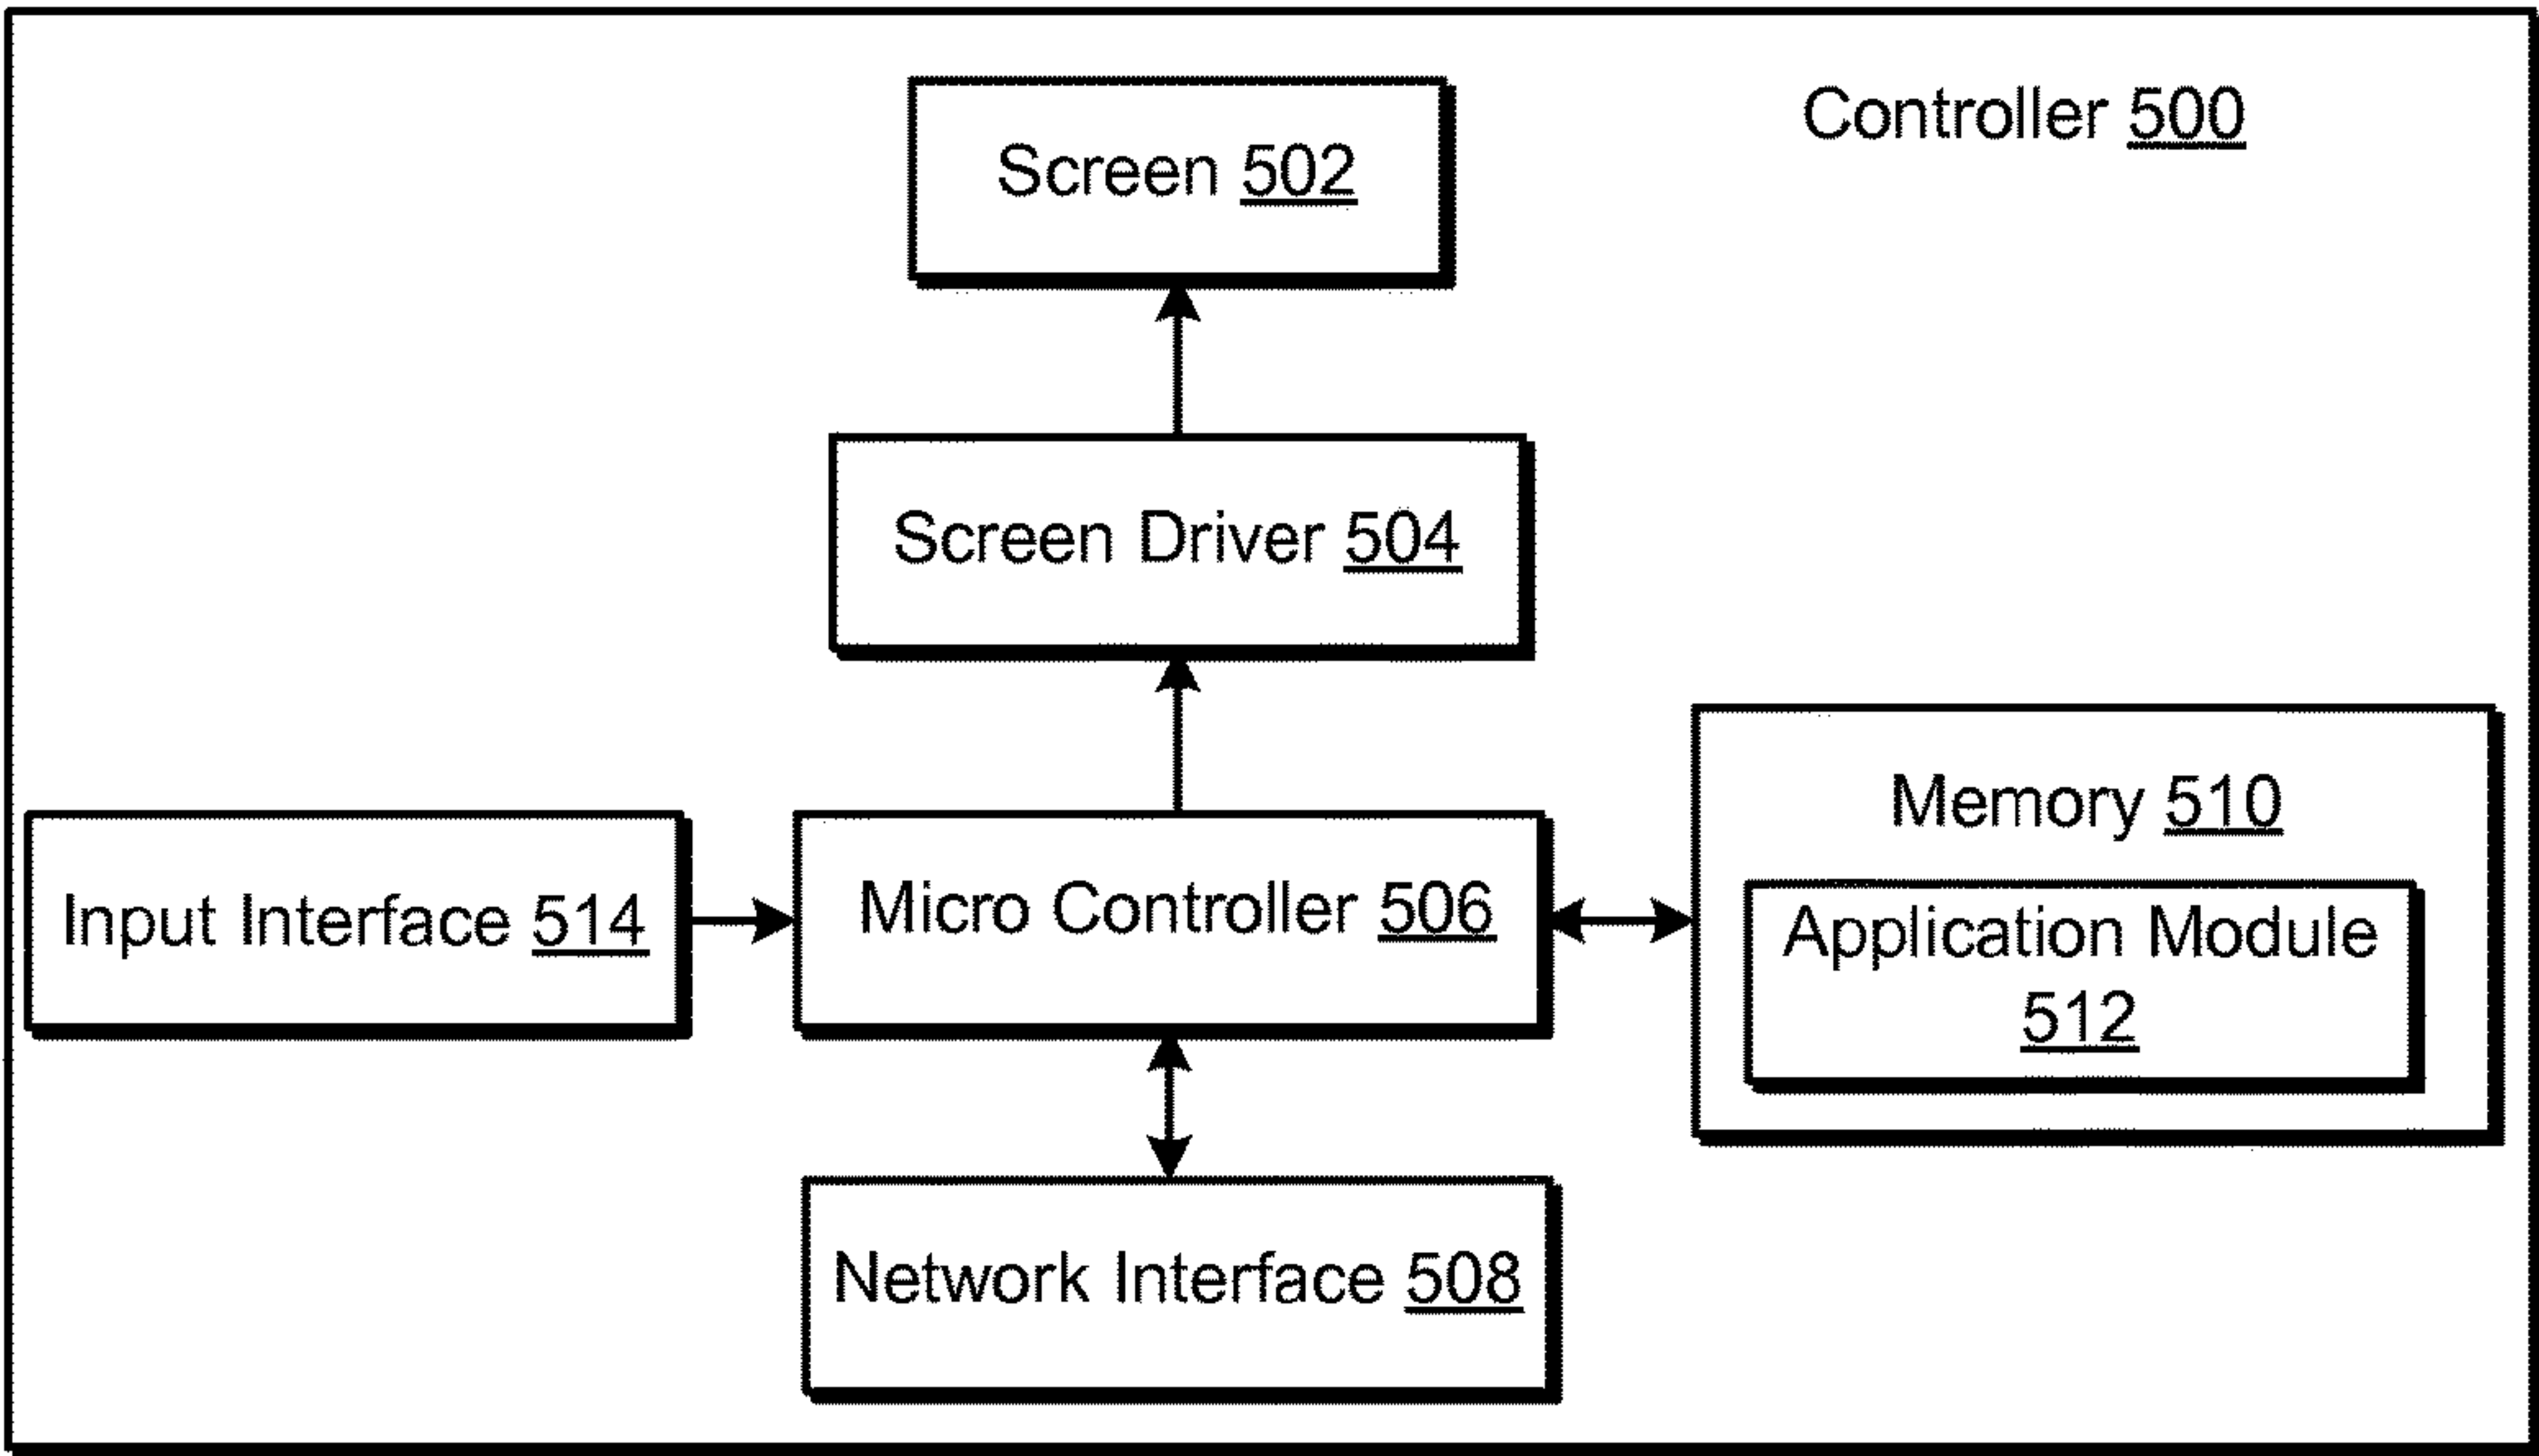 Controller 500
Screen 502
Screen Driver 504
Memory 510
Input Interface 514
Micro Controller 506
Application Module
512
Network Interface 508